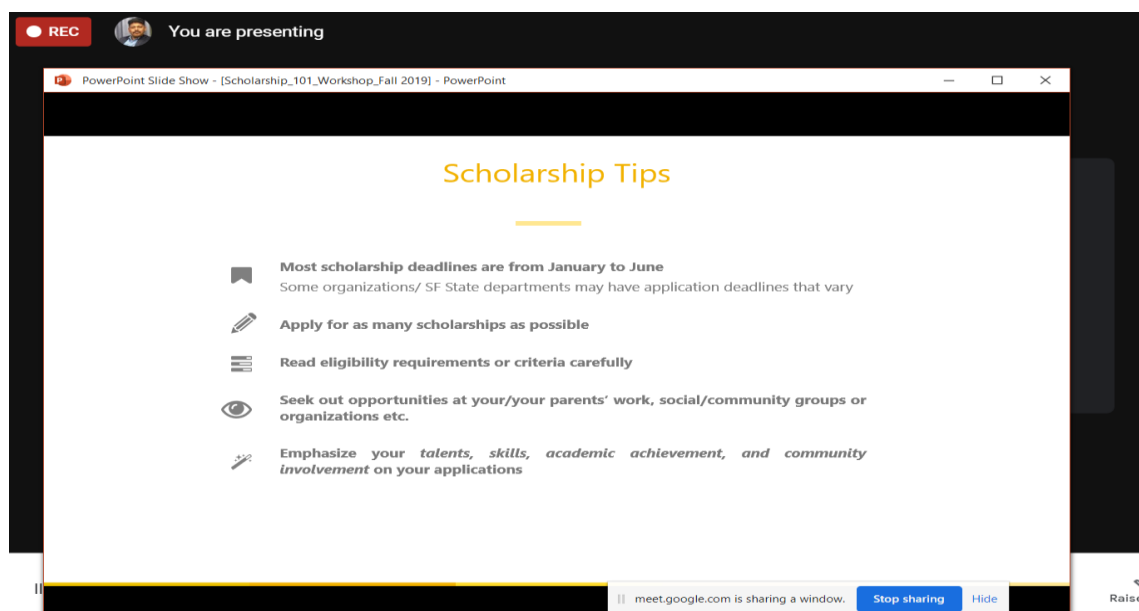 REC
You are presenting
PowerPoint Slide Show - [Scholarship_101_Workshop_Fall 2019] - PowerPoint
Scholarship Tips
Most scholarship deadlines are from January to June
Some organizations/ SF State departments may have application deadlines that vary
Apply for as many scholarships as possible
Read eligibility requirements or criteria carefully
Seek out opportunities at your/your parents’ work, social/community groups or
organizations etc.
Emphasize your talents, skills, academic achievement, and community
involvement on your applications
meet.google.com is sharing a window.
Stop sharing
Hide
Raise